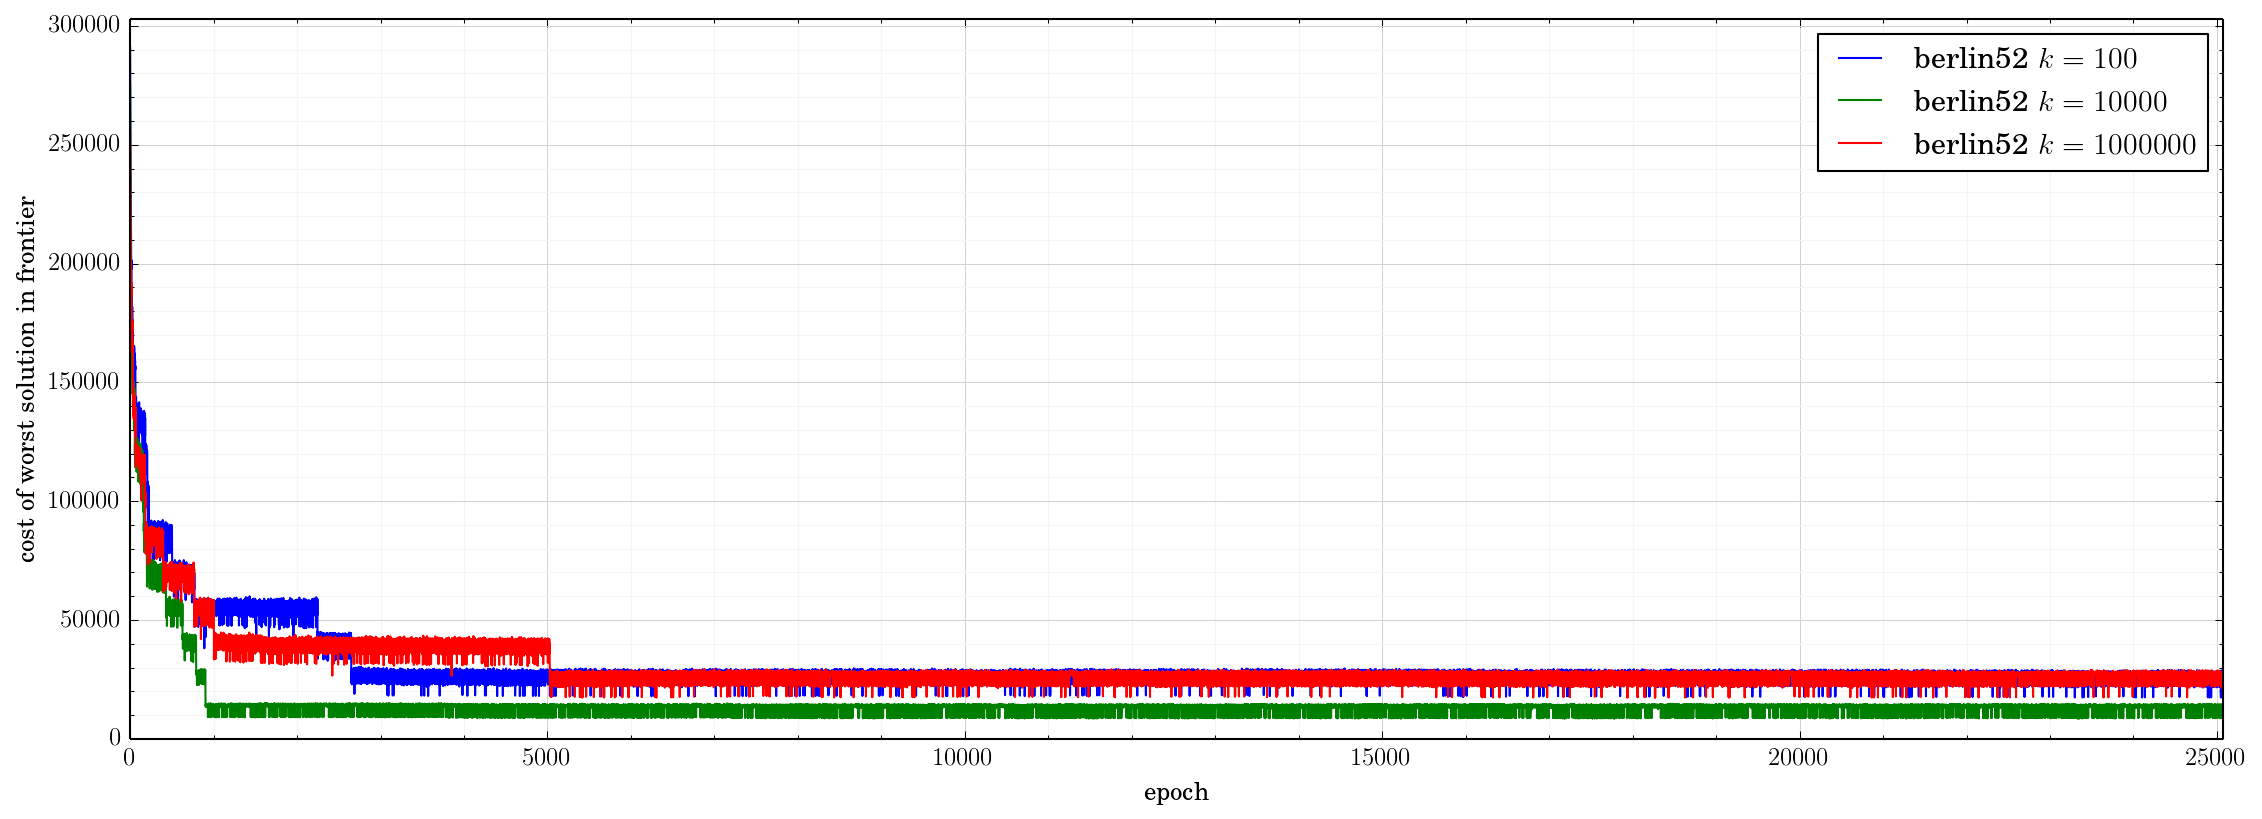 300000
250000
200000
150000
100000
50000
0
cost of worst solution in frontier
berlin52 k = 100
berlin52 k = 10000
berlin52 k = 1000000
0 5000 10000 15000 20000 25000
epoch